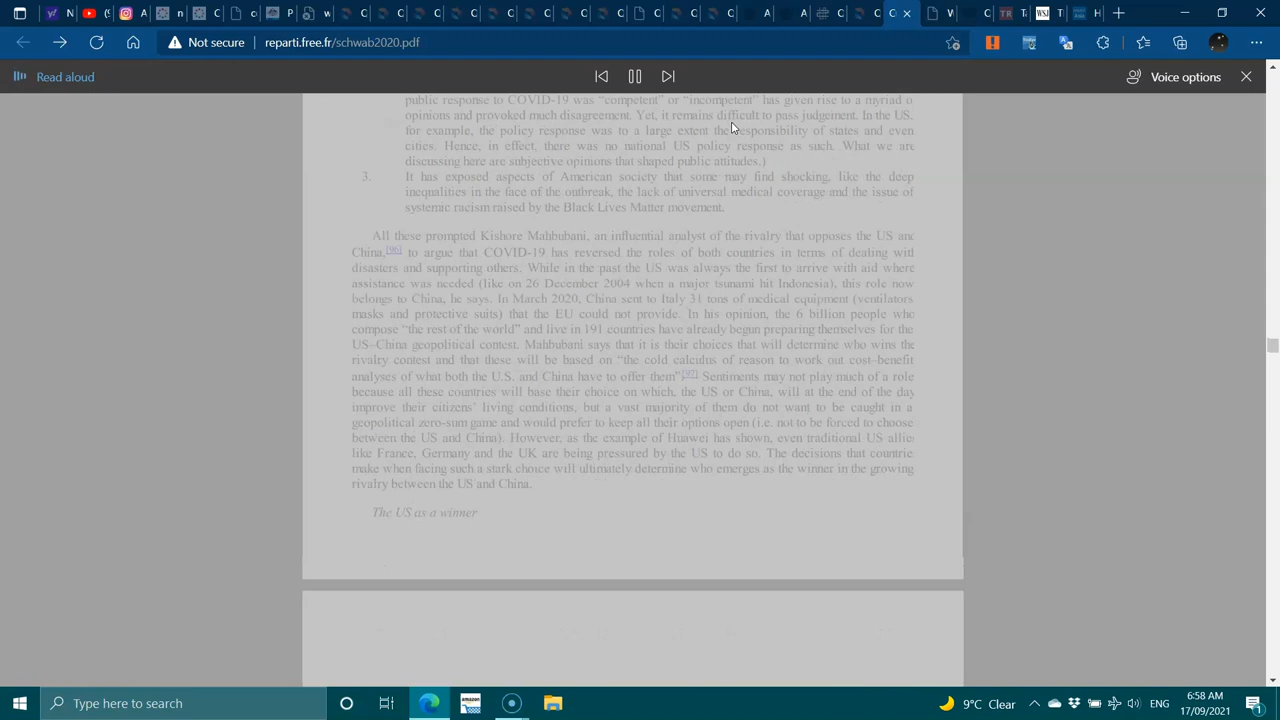 Not secure
reparti.free.fr/schwab2020.pdf
Read aloud
Voice options
public response to COVID-19 was “competent” or “incompetent” has given rise to a myriad o
opinions and provoked much disagreement. Yet, it remains difficult to pass judgement. In the US,
for example, the policy response was to a large extent the responsibility of states and even
cities. Hence, in effect, there was no national US policy response as such. What we are
discussing here are subjective opinions that shaped public attitudes.)
3. It has exposed aspects of American society that some may find shocking, like the deep
inequalities in the face of the outbreak, the lack of universal medical coverage and the issue of
systemic racism raised by the Black Lives Matter movement.
All these prompted Kishore Mahbubani, an influential analyst of the rivalry that opposes the US and
China,[96] to argue that COVID-19 has reversed the roles of both countries in terms of dealing with
disasters and supporting others. While in the past the US was always the first to arrive with aid where
assistance was needed (like on 26 December 2004 when a major tsunami hit Indonesia), this role now
belongs to China, he says. In March 2020, China sent to Italy 31 tons of medical equipment (ventilators,
masks and protective suits) that the EU could not provide. In his opinion, the 6 billion people who
compose “the rest of the world” and live in 191 countries have already begun preparing themselves for the
US–China geopolitical contest. Mahbubani says that it is their choices that will determine who wins the
rivalry contest and that these will be based on “the cold calculus of reason to work out cost–benefit
analyses of what both the U.S. and China have to offer them”.[97] Sentiments may not play much of a role
because all these countries will base their choice on which, the US or China, will at the end of the day
improve their citizens’ living conditions, but a vast majority of them do not want to be caught in a
geopolitical zero-sum game and would prefer to keep all their options open (i.e. not to be forced to choose
between the US and China). However, as the example of Huawei has shown, even traditional US allies
like France, Germany and the UK are being pressured by the US to do so. The decisions that countrie
make when facing such a stark choice will ultimately determine who emerges as the winner in the growing
rivalry between the US and China.
The US as a winner
Type here to search
amazon
9°C Clear
ENG
6:58 AM
17/09/2021